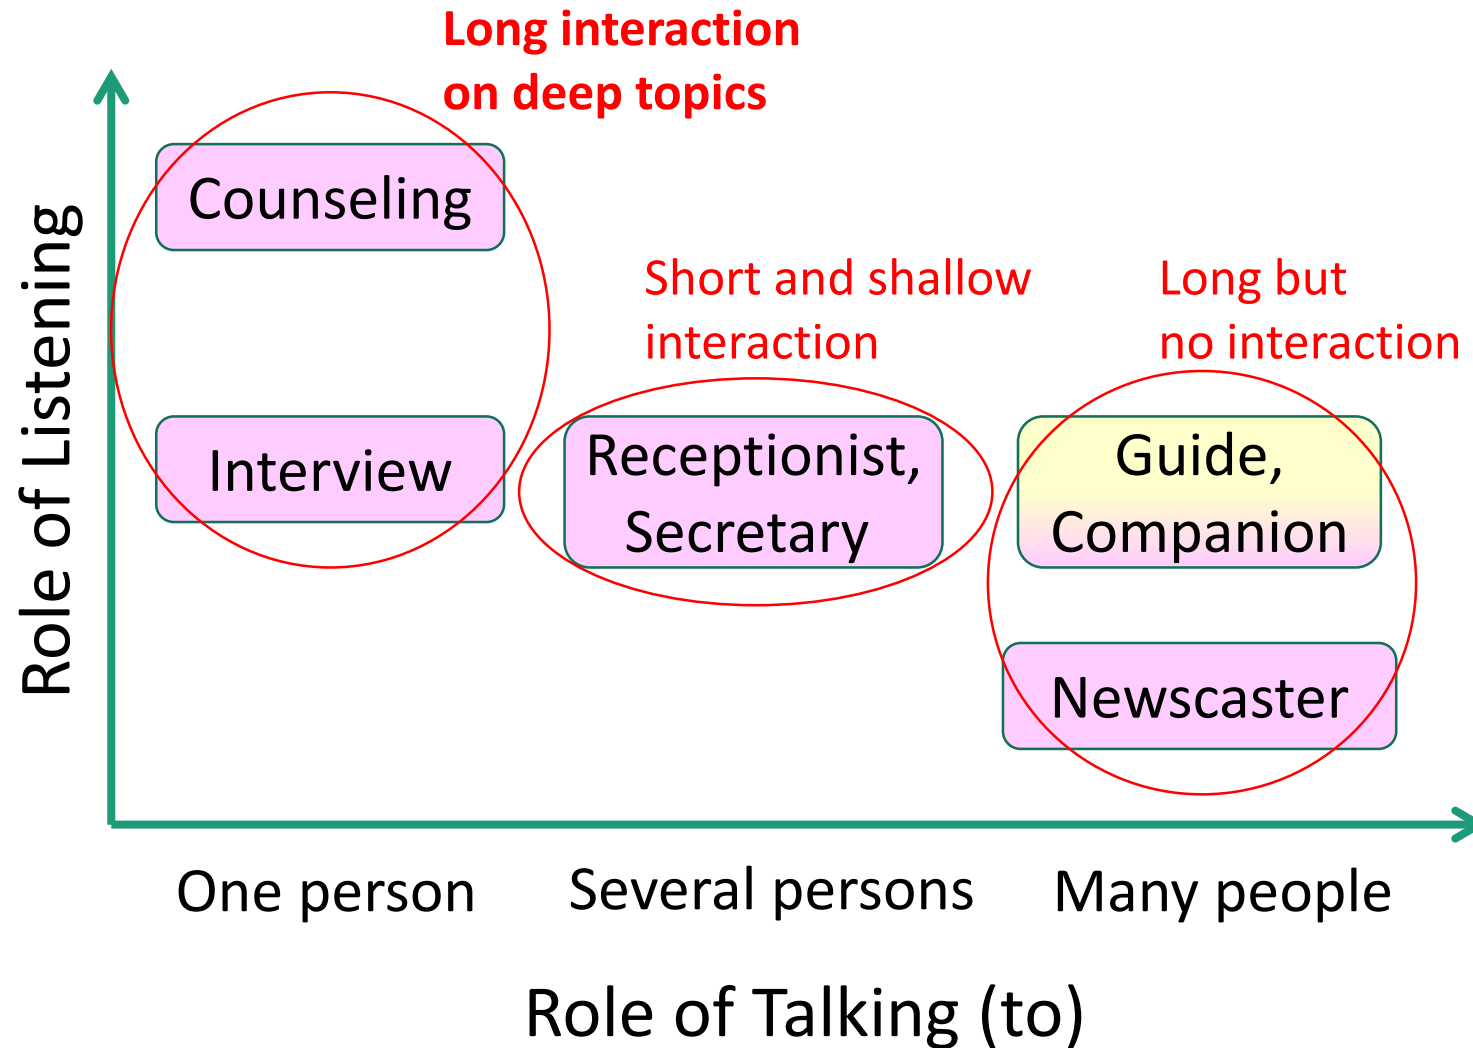 Long interaction
on deep topics
Counseling
Short and shallow
interaction
Long but
no interaction
Role of Listening
Interview
Receptionist,
Secretary
Guide,
Companion
Newscaster
One person
Several persons
Many people
Role of Talking (to)